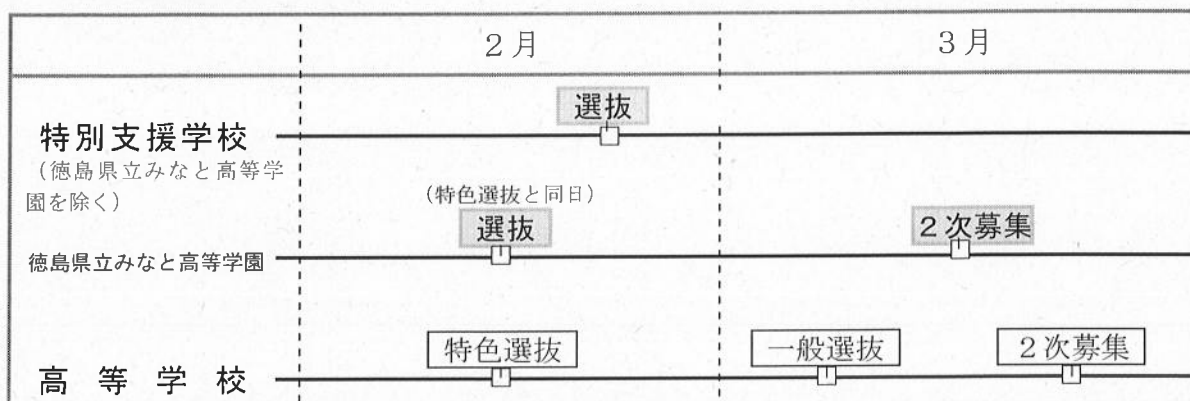 2月
3月
選抜
特別支援学校
（徳島県立みなと高等学
園を除く）
（特色選抜と同日）
選抜
2次募集
徳島県立みなと高等学園
特色選抜
一般選抜
2次募集
高等学校